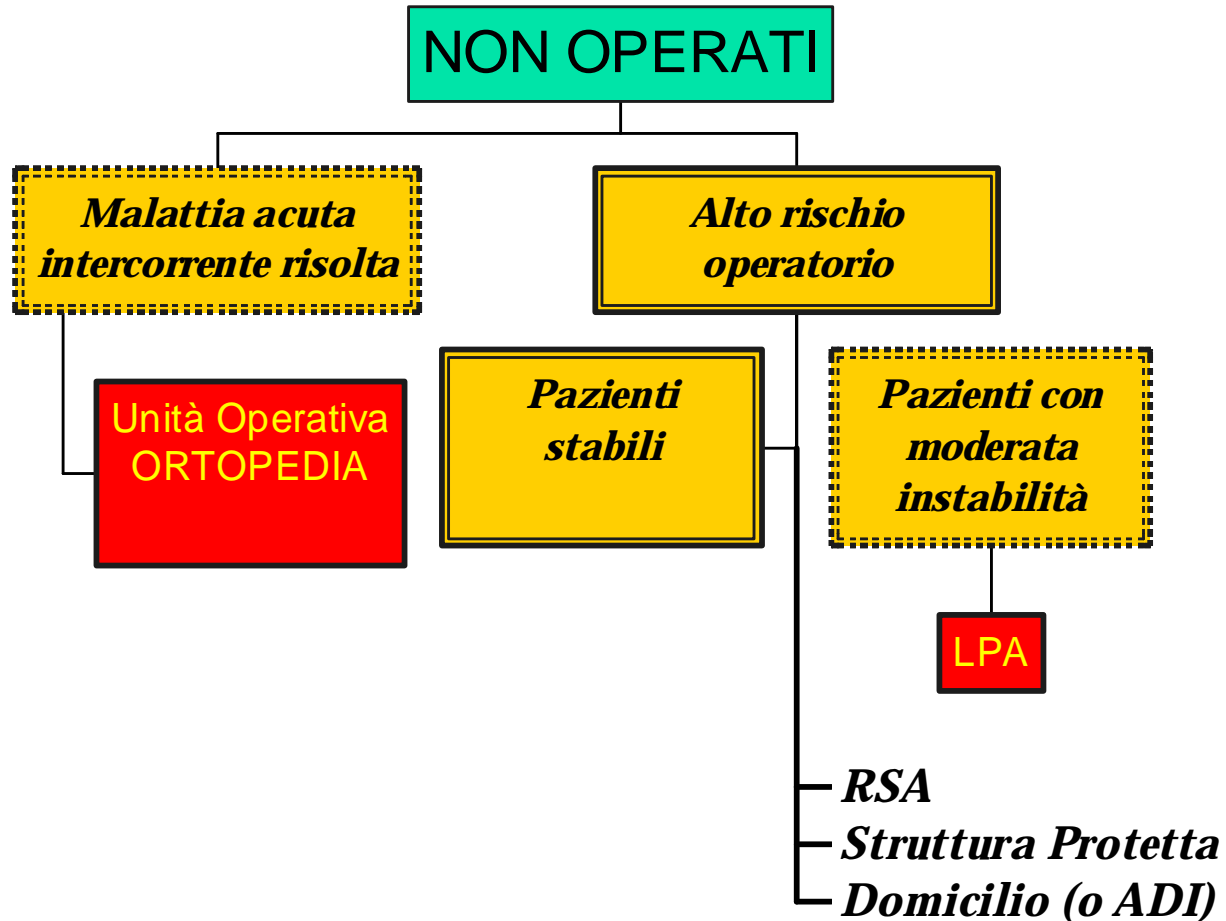 NON OPERATI
Malattia acuta
intercorrente risolta
Alto rischio
operatorio
Unità Operativa
ORTOPEDIA
Pazienti
stabili
Pazienti con
moderata
instabilità
LPA
RSA
Struttura Protetta
Domicilio (o ADI)